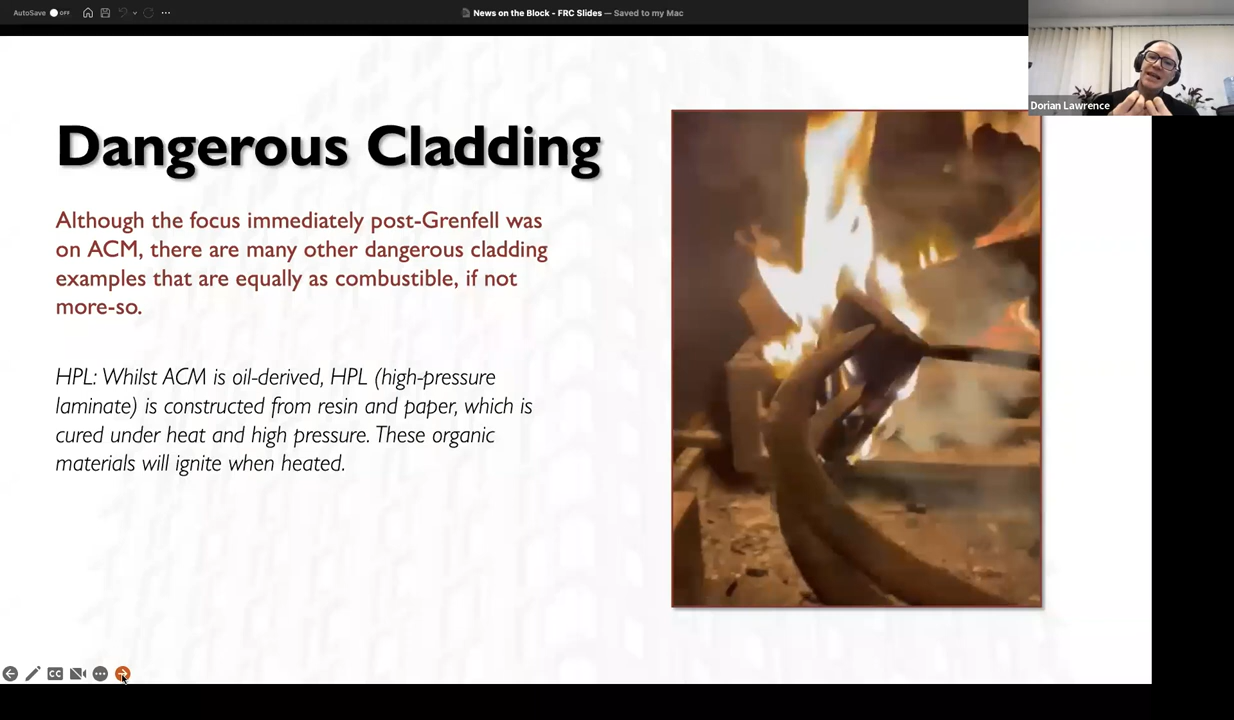 AutoSave OFF
News on the Block - FRC Slides — Saved to my Mac
Dorian Lawrence
Dangerous Cladding
Although the focus immediately post-Grenfell was
on ACM, there are many other dangerous cladding
examples that are equally as combustible, if not
more-so.
HPL: Whilst ACM is oil-derived, HPL (high-pressure
laminate) is constructed from resin and paper, which is
cured under heat and high pressure. These organic
materials will ignite when heated.
CC